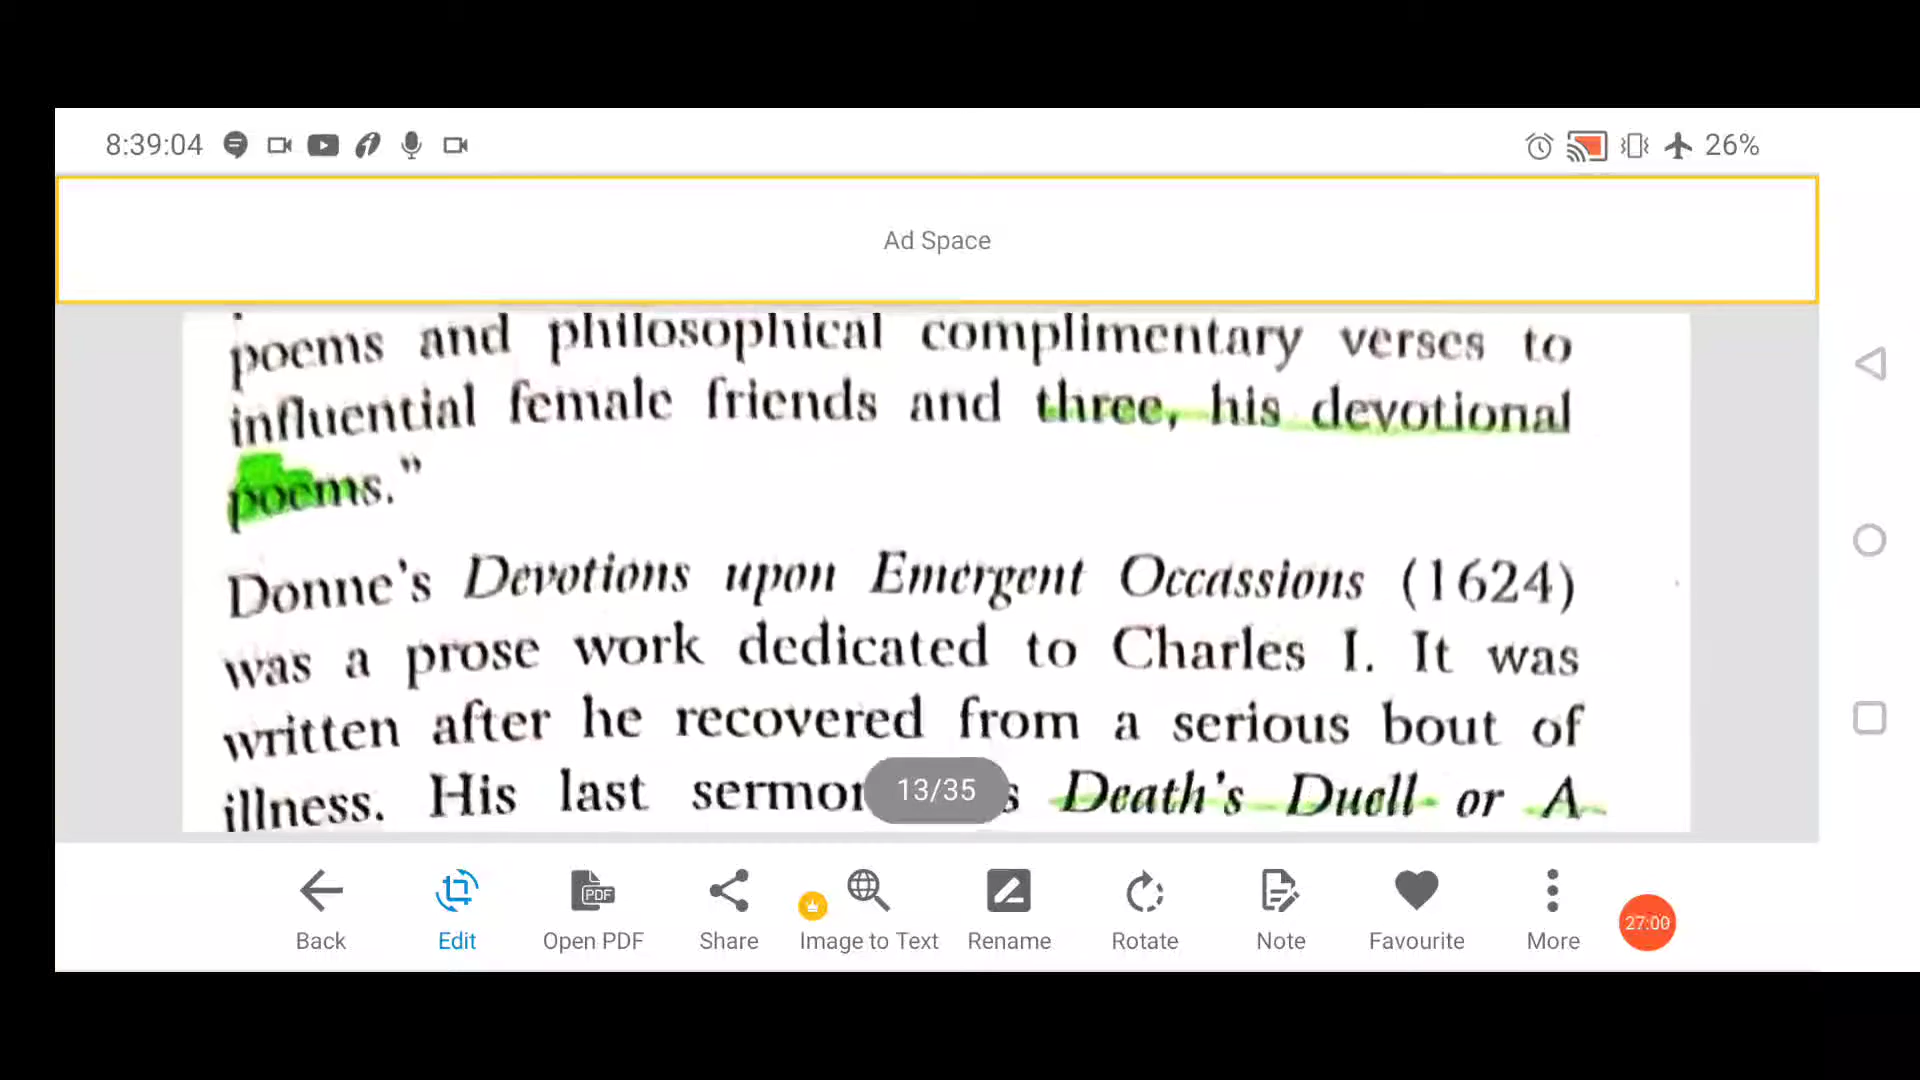 8:39:04
26%
Ad Space
poems and philosophical complimentary verses to
influential female friends and three, his devotional
poems.”
Donne's Devotions upon Emergent Occassions (1624)
was a prose work dedicated to Charles I. It was
written after he recovered from a serious bout of
illness. His last Death's Duell or A
13/35
Back
Edit
PDF
Open PDF
Share
Image to Text
Rename
Rotate
Note
Favourite
More
27:00